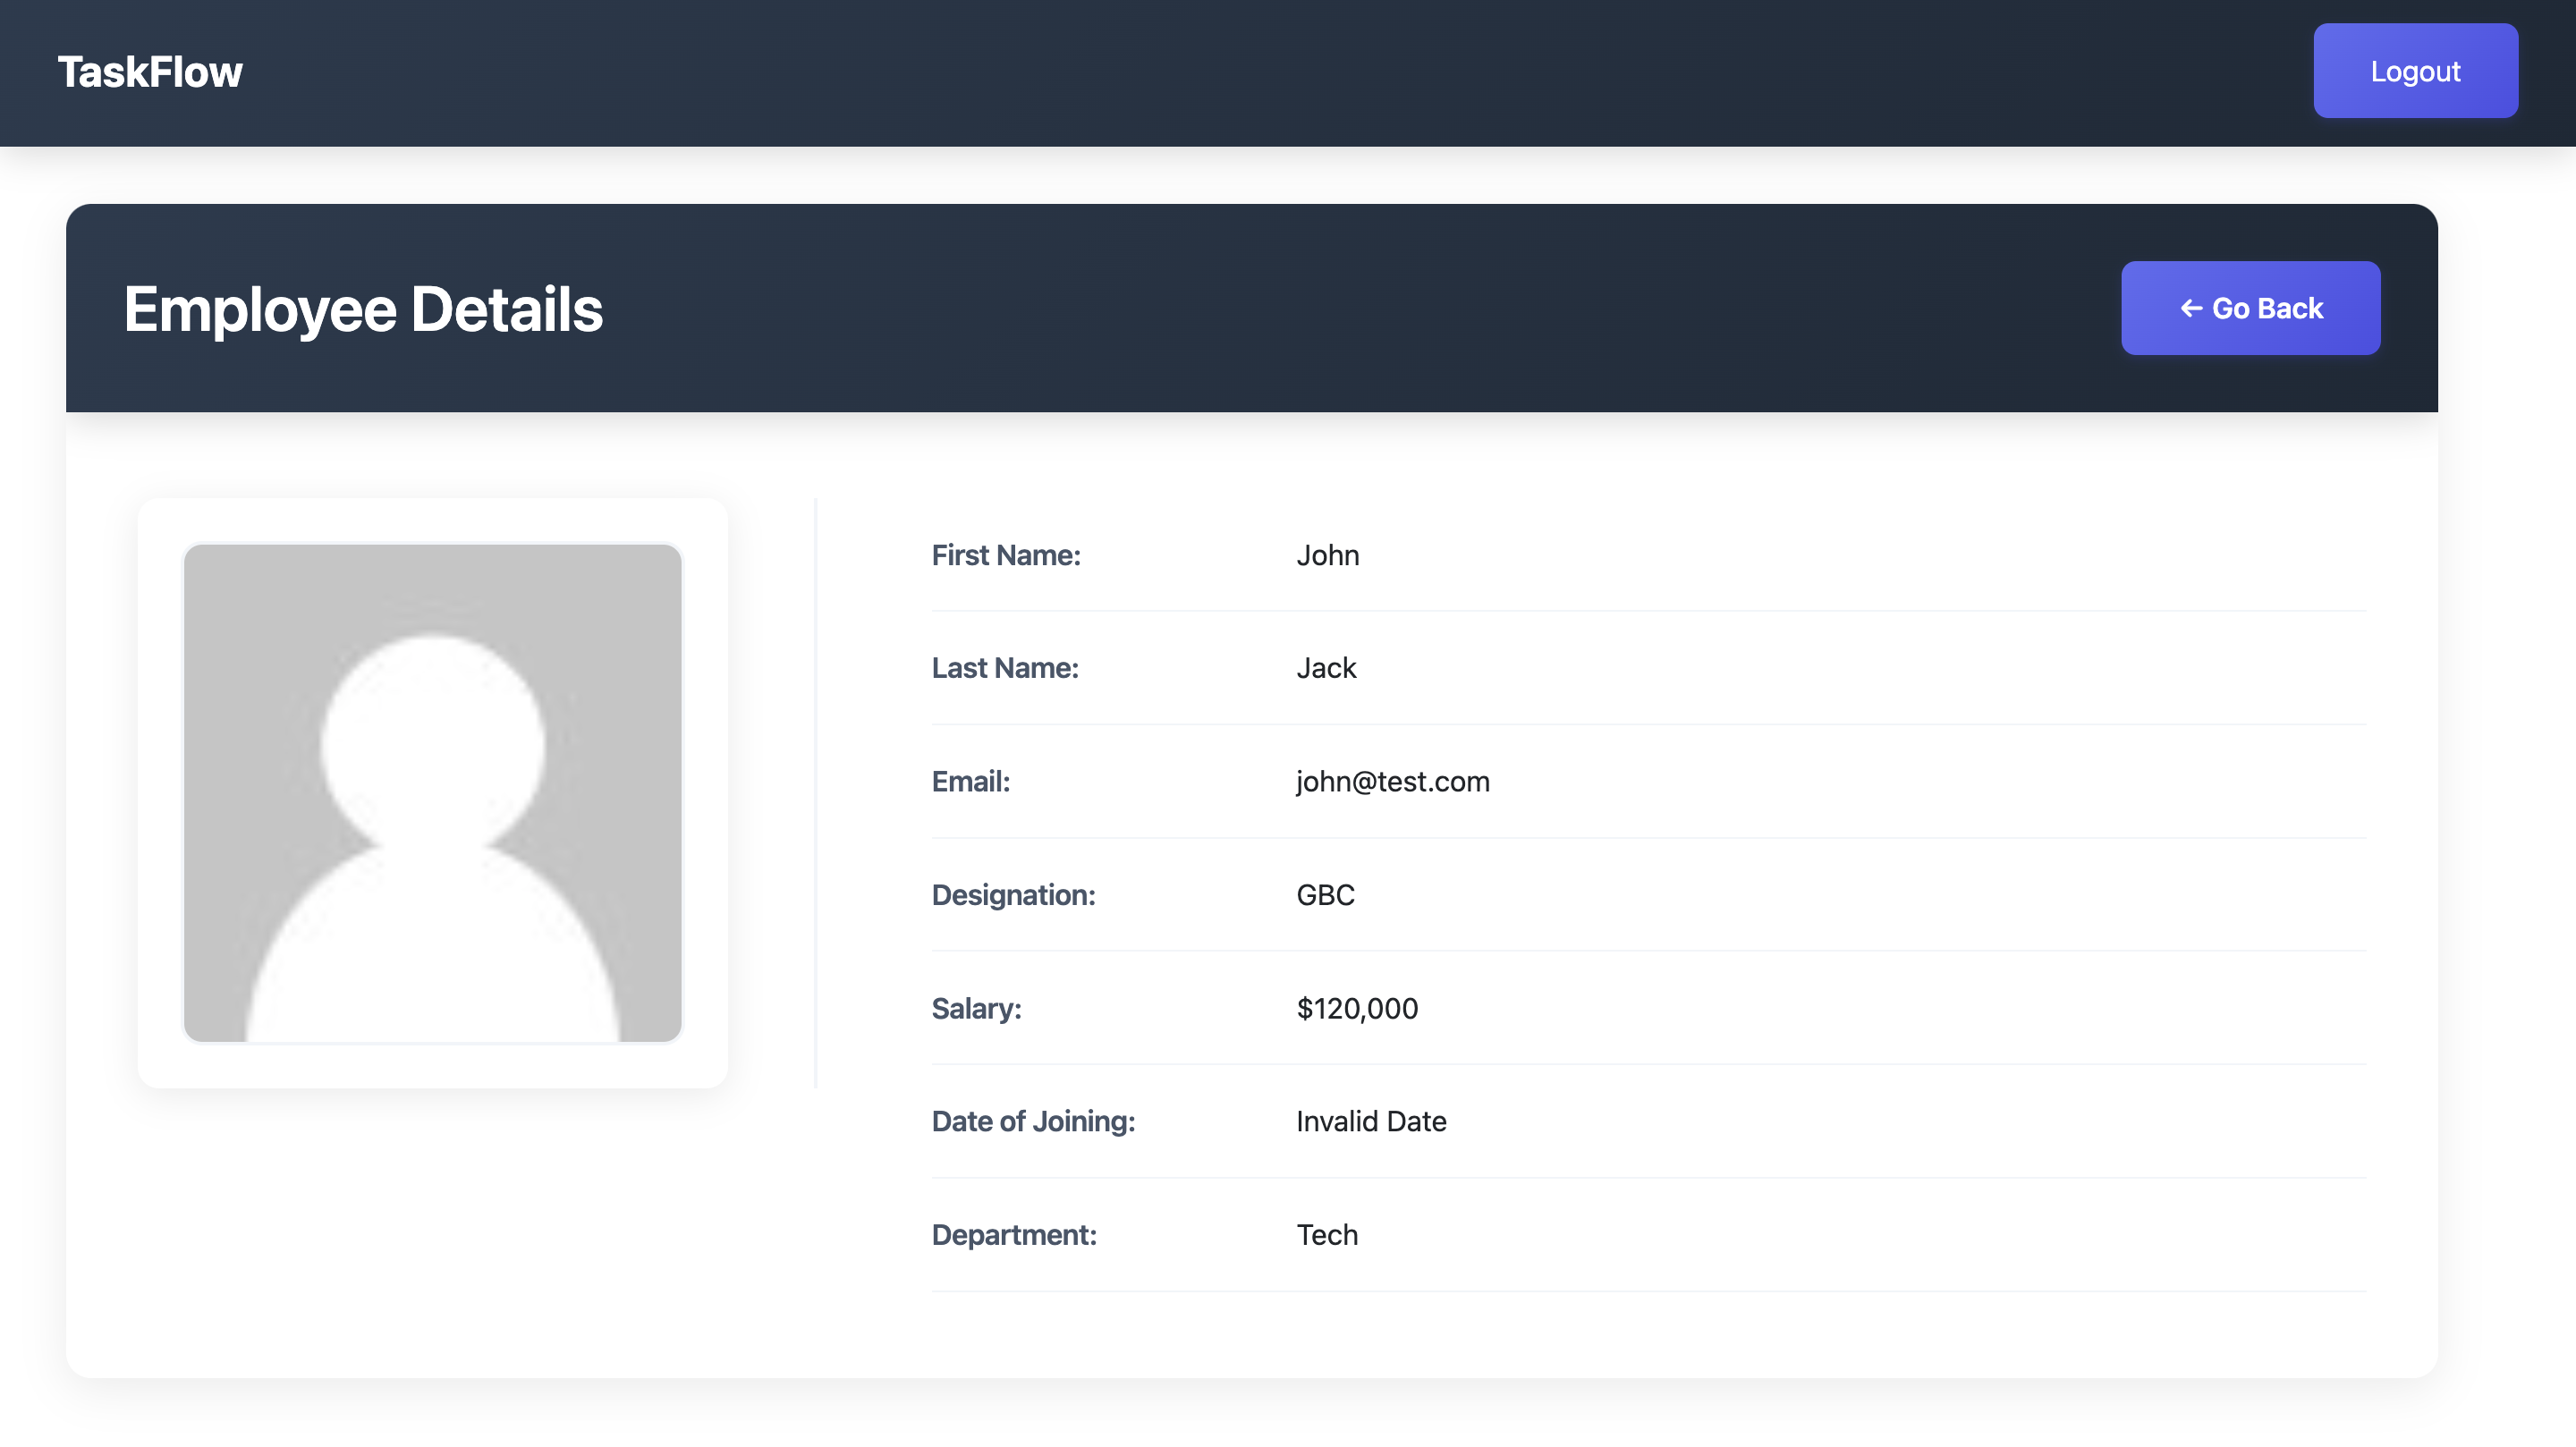 TaskFlow
Logout
Employee Details
← Go Back
First Name: John
Last Name: Jack
Email: john@test.com
Designation: GBC
Salary: $120,000
Date of Joining: Invalid Date
Department: Tech